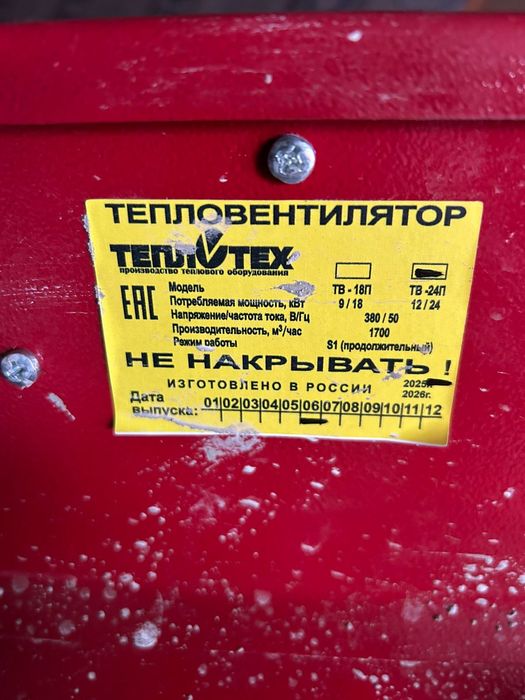 ТЕПЛОВЕНТИЛЯТОР
ТЕПЛОТЕХ
производство теплового оборудования
EAC
Модель ТВ - 18П ТВ -24П
Потребляемая мощность, кВт 9 / 18 12 / 24
Напряжение/частота тока, В/Гц 380 / 50
Производительность, м³/час 1700
Режим работы S1 (продолжительный)
НЕ НАКРЫВАТЬ !
ИЗГОТОВЛЕНО В РОССИИ
2025г.
2026г.
Дата выпуска: 01 02 03 04 05 06 07 08 09 10 11 12